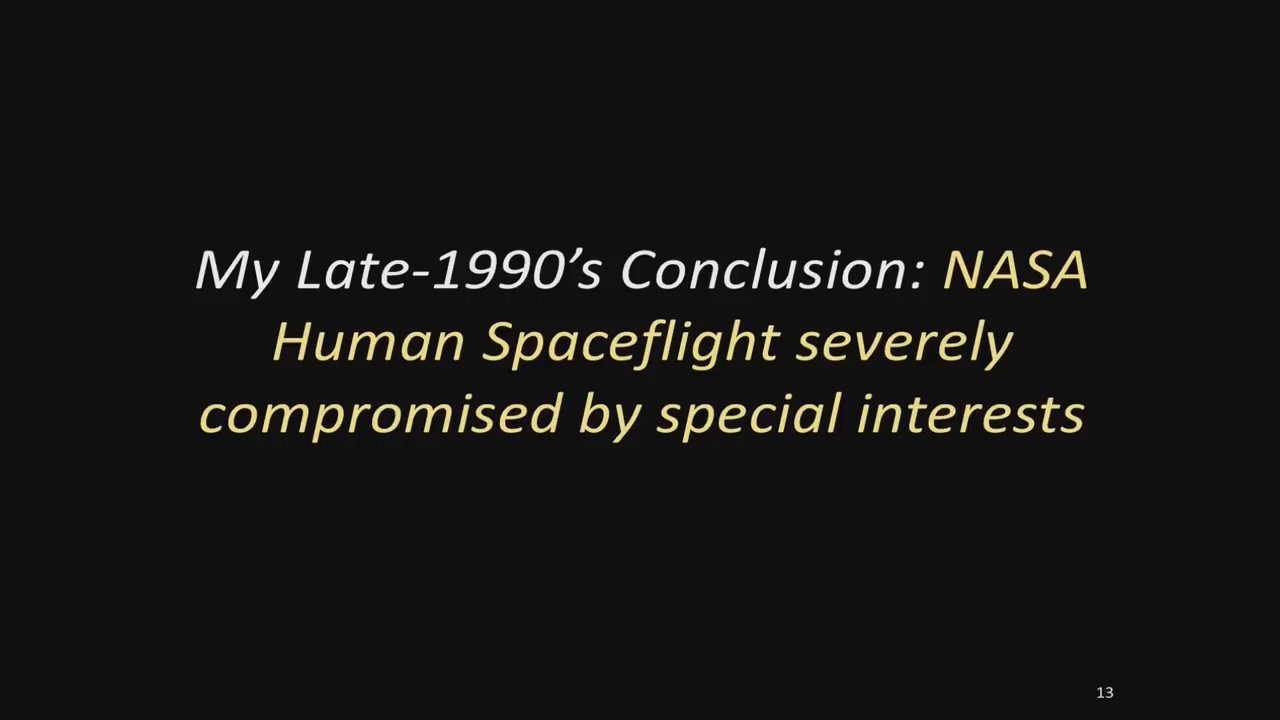 My Late-1990’s Conclusion: NASA
Human Spaceflight severely
compromised by special interests
13